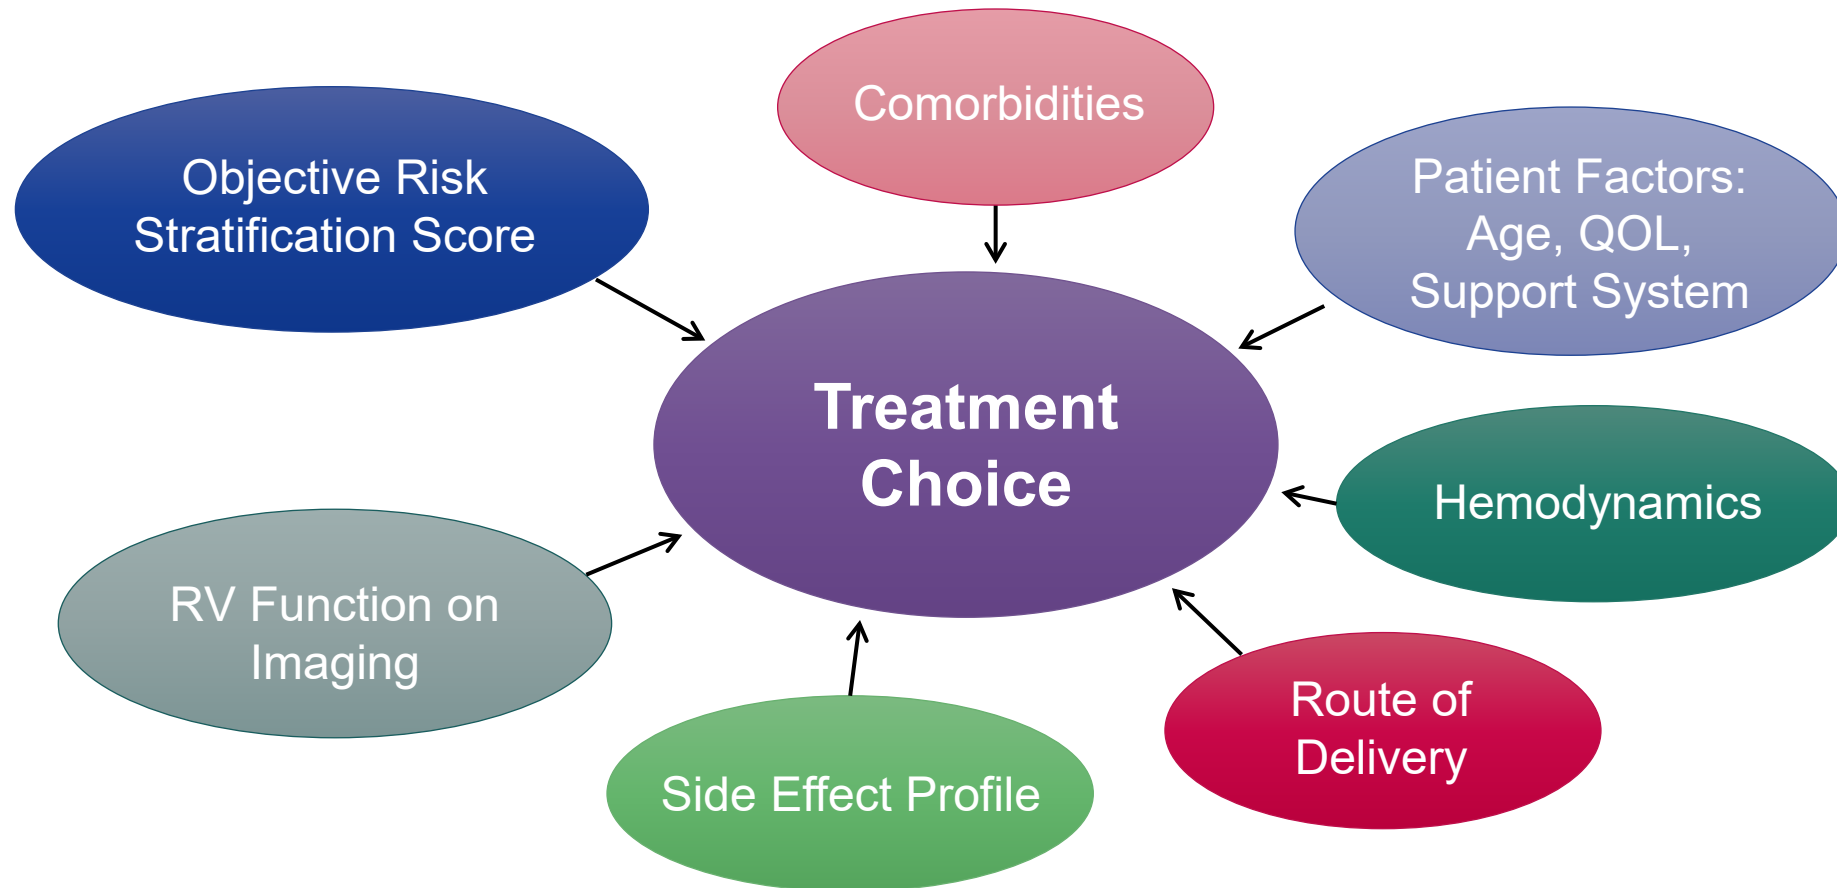 Comorbidities
Objective Risk
Stratification Score
Patient Factors:
Age, QOL,
Support System
Treatment
Choice
Hemodynamics
RV Function on
Imaging
Route of
Delivery
Side Effect Profile